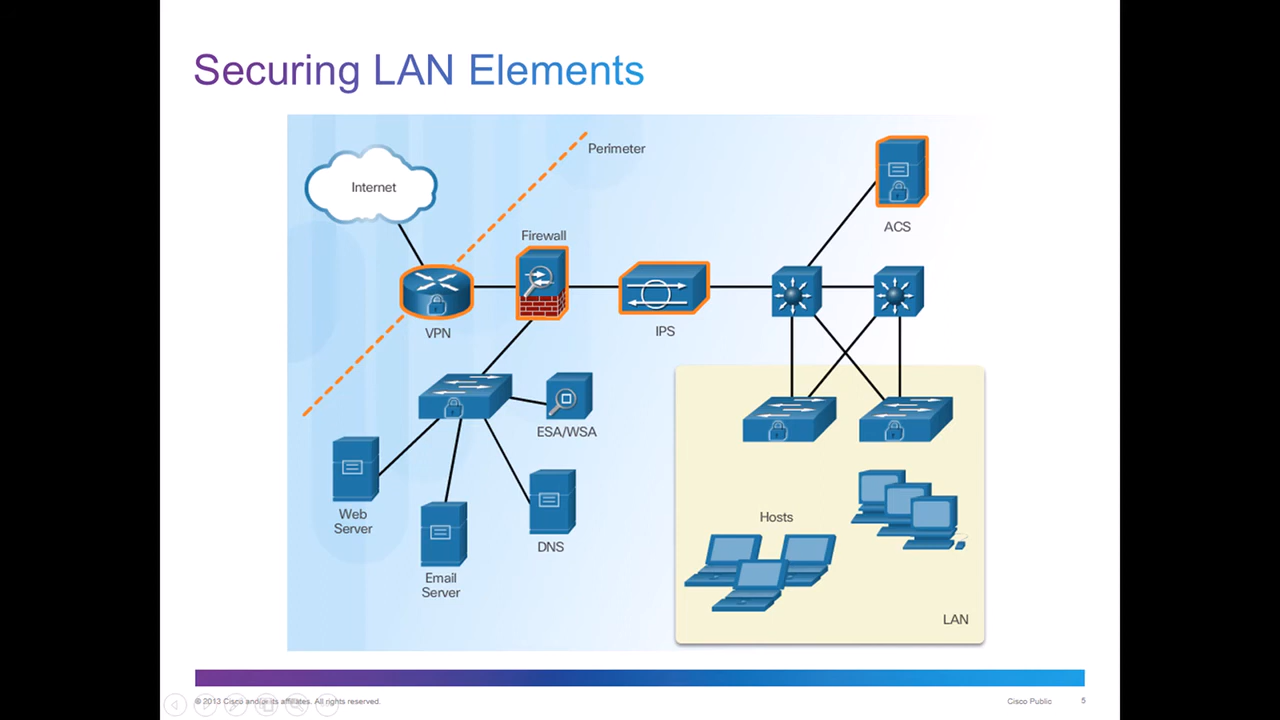 Securing LAN Elements
Perimeter
Internet
ACS
Firewall
VPN
IPS
ESA/WSA
Web
Server
Hosts
DNS
Email
Server
LAN
© 2013 Cisco and/or its affiliates. All rights reserved.
Cisco Public
5